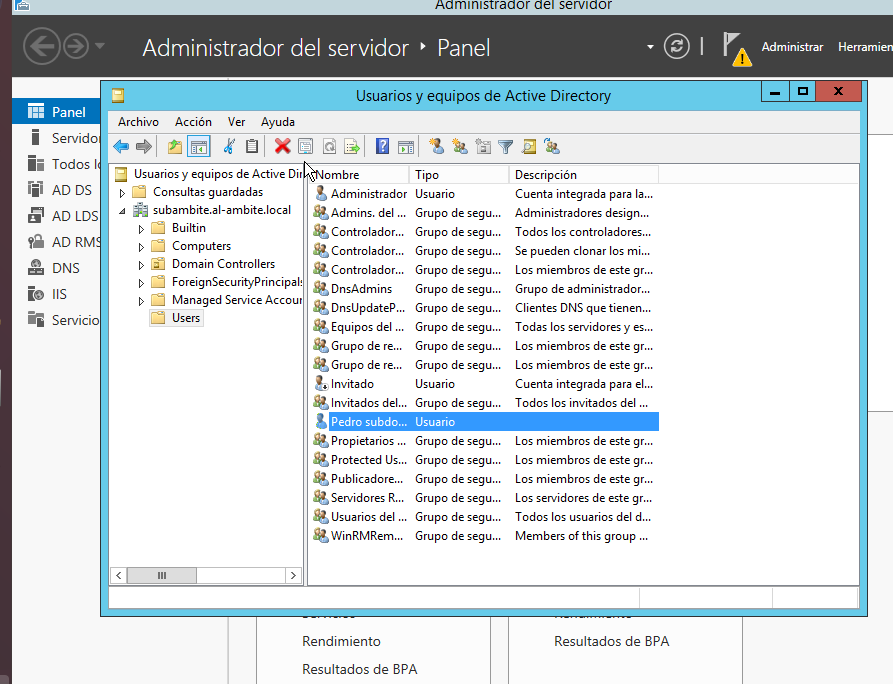 Administrador del servidor
Administrador del servidor ‣ Panel
Administrar
Usuarios y equipos de Active Directory
Archivo Acción Ver Ayuda
Panel
Servidor
Todos lo
AD DS
AD LDS
AD RMS
DNS
IIS
Servicio
Usuarios y equipos de Active Dir
Consultas guardadas
subambite.al-ambite.local
Builtin
Computers
Domain Controllers
ForeignSecurityPrincipals
Managed Service Accour
Users
Nombre Tipo Descripción
Administrador Usuario Cuenta integrada para la...
Admins. del ... Grupo de segu... Administradores design...
Controlador... Grupo de segu... Todos los controladores...
Controlador... Grupo de segu... Se pueden clonar los mi...
Controlador... Grupo de segu... Los miembros de este gr...
DnsAdmins Grupo de segu... Grupo de administrador...
DnsUpdateP... Grupo de segu... Clientes DNS que tienen...
Equipos del ... Grupo de segu... Todas los servidores y es...
Grupo de re... Grupo de segu... Los miembros de este gr...
Grupo de re... Grupo de segu... Los miembros de este gr...
Invitado Usuario Cuenta integrada para el...
Invitados del... Grupo de segu... Todos los invitados del ...
Pedro subdo... Usuario
Propietarios ... Grupo de segu... Los miembros de este gr...
Protected Us... Grupo de segu... Los miembros de este gr...
Publicadore... Grupo de segu... Los miembros de este gr...
Servidores R... Grupo de segu... Los servidores de este gr...
Usuarios del ... Grupo de segu... Todos los usuarios del d...
WinRMRem... Grupo de segu... Members of this group ...
Rendimiento
Resultados de BPA
Resultados de BPA